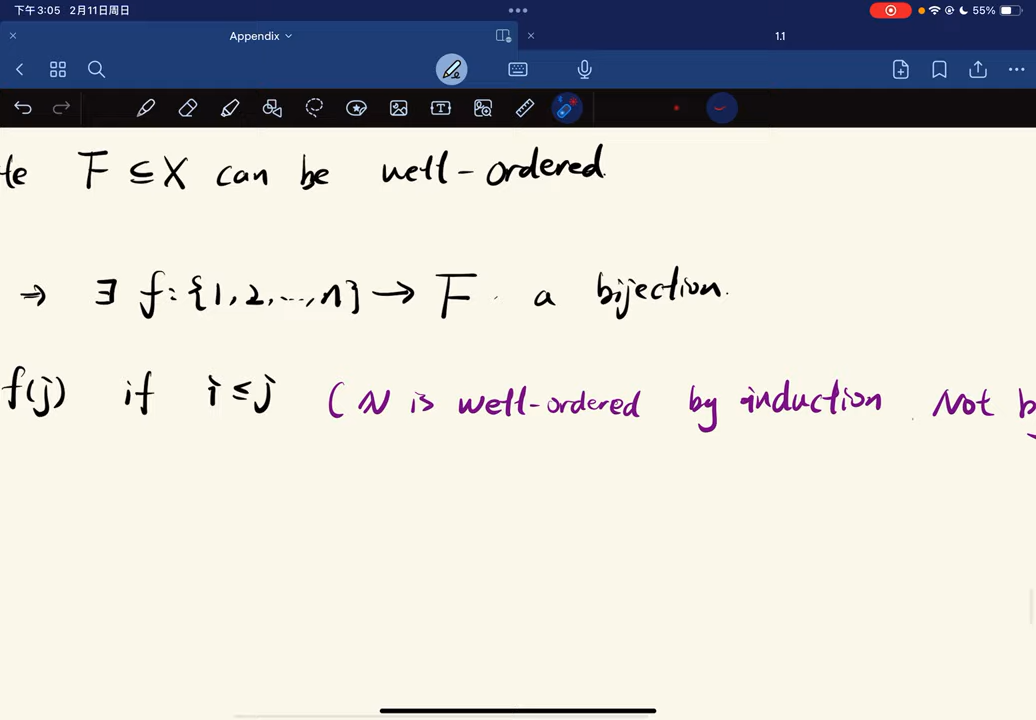 下午3:05 2月11日周日
55%
Appendix
1.1
te F ⊆ X can be well-ordered.
⇒ ∃ f: {1, 2, ..., n} → F a bijection.
f(j) if i ≤ j ( N is well-ordered by induction Not b